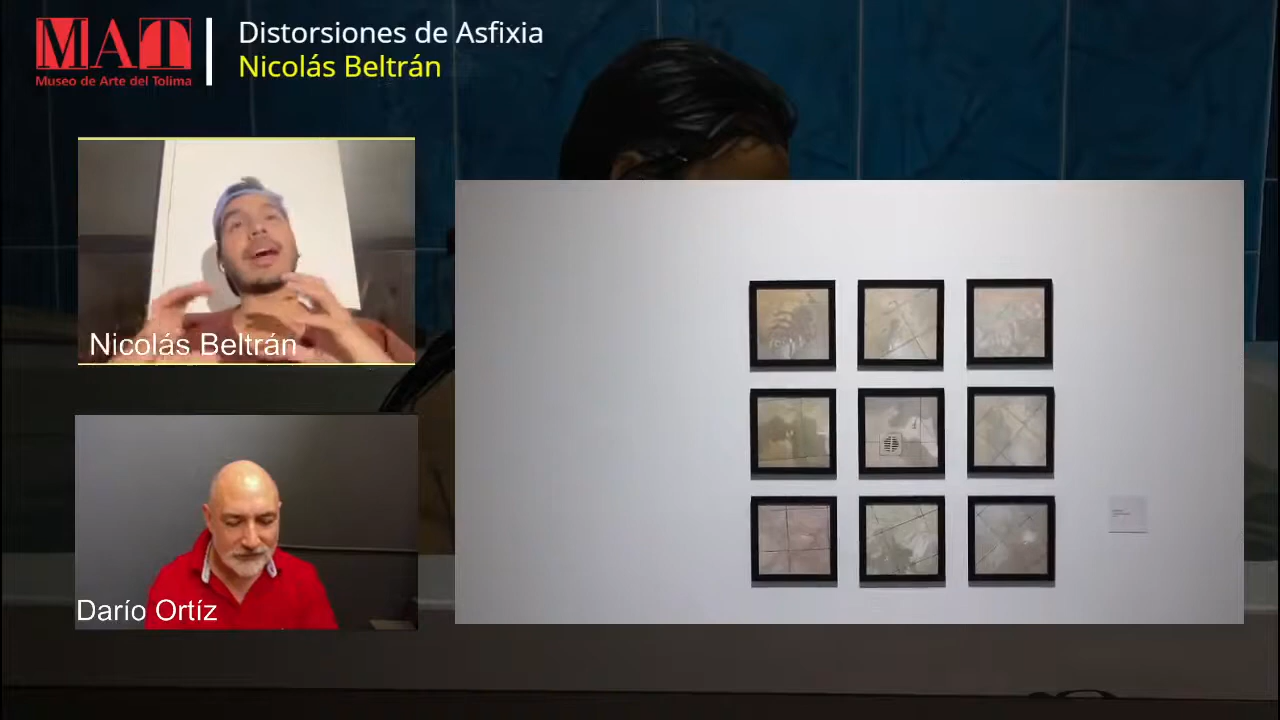 MAT
Museo de Arte del Tolima
Distorsiones de Asfixia
Nicolás Beltrán
Nicolás Beltrán
Darío Ortíz